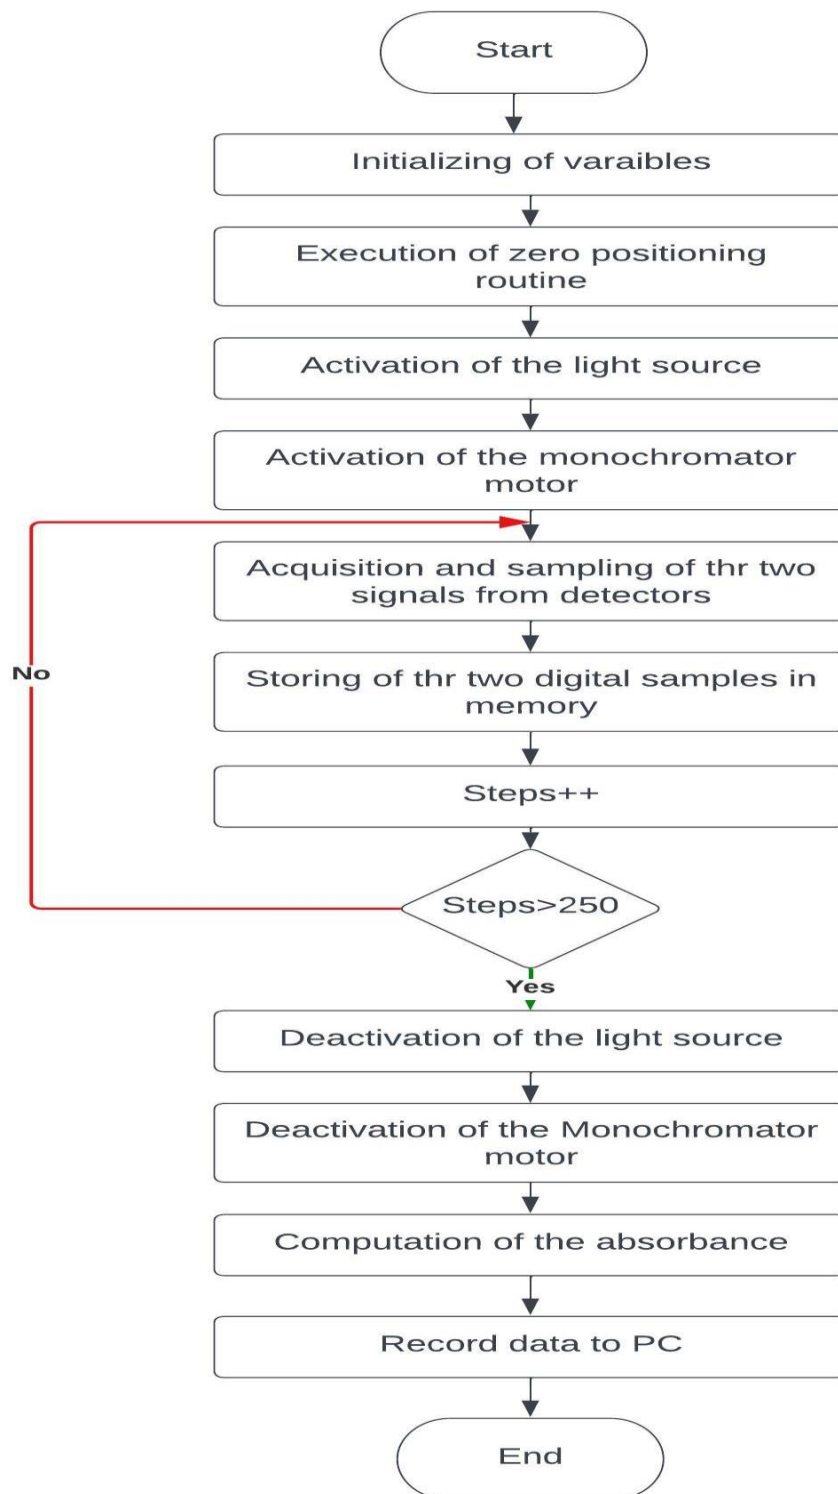 Start
Initializing of varaibles
Execution of zero positioning
routine
Activation of the light source
Activation of the monochromator
motor
Acquisition and sampling of thr two
signals from detectors
No
Storing of thr two digital samples in
memory
Steps++
Steps>250
Yes
Deactivation of the light source
Deactivation of the Monochromator
motor
Computation of the absorbance
Record data to PC
End